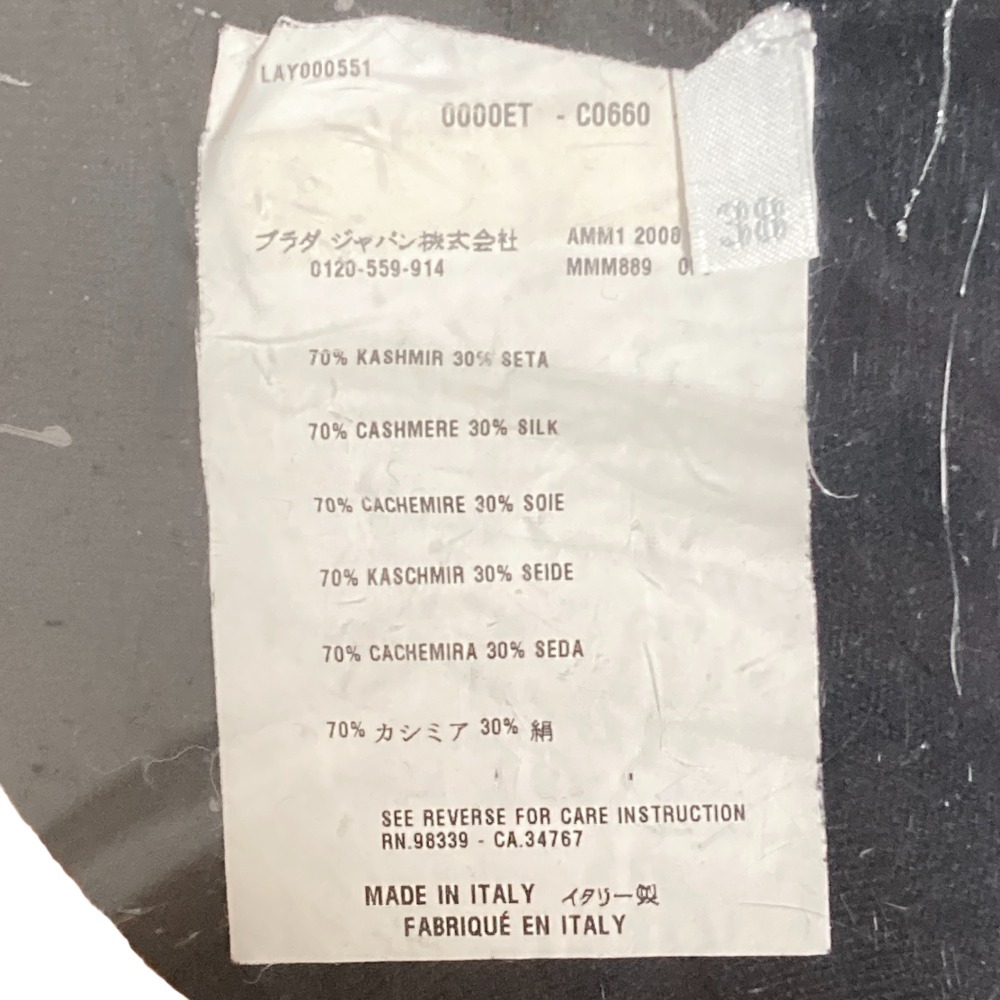 LAY000551
0000ET - C0660
プラダ ジャパン株式会社 AMM1 2008
0120-559-914 MMM889
70% KASHMIR 30% SETA
70% CASHMERE 30% SILK
70% CACHEMIRE 30% SOIE
70% KASCHMIR 30% SEIDE
70% CACHEMIRA 30% SEDA
70% カシミア 30% 絹
SEE REVERSE FOR CARE INSTRUCTION
RN.98339 - CA.34767
MADE IN ITALY イタリー製
FABRIQUÉ EN ITALY